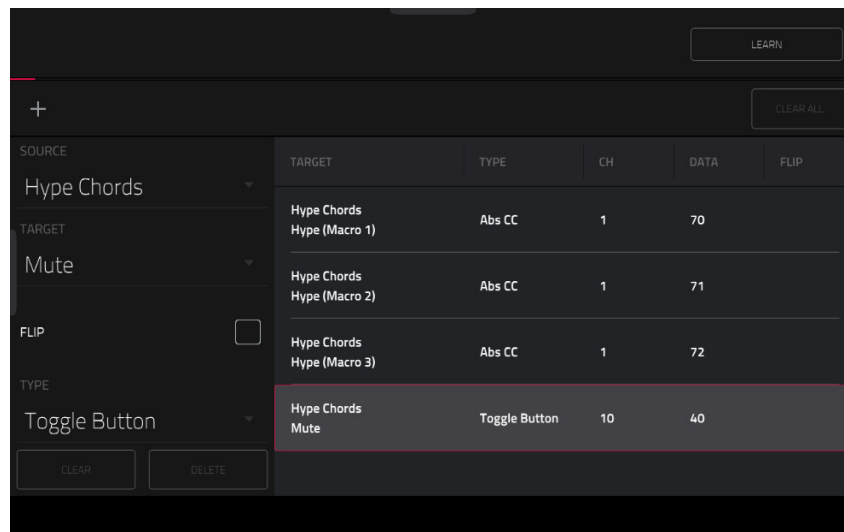 LEARN
+
CLEAR ALL
SOURCE
Hype Chords
TARGET
Mute
FLIP
TYPE
Toggle Button
CLEAR DELETE
TARGET TYPE CH DATA FLIP
Hype Chords
Hype (Macro 1) Abs CC 1 70
Hype Chords
Hype (Macro 2) Abs CC 1 71
Hype Chords
Hype (Macro 3) Abs CC 1 72
Hype Chords
Mute Toggle Button 10 40